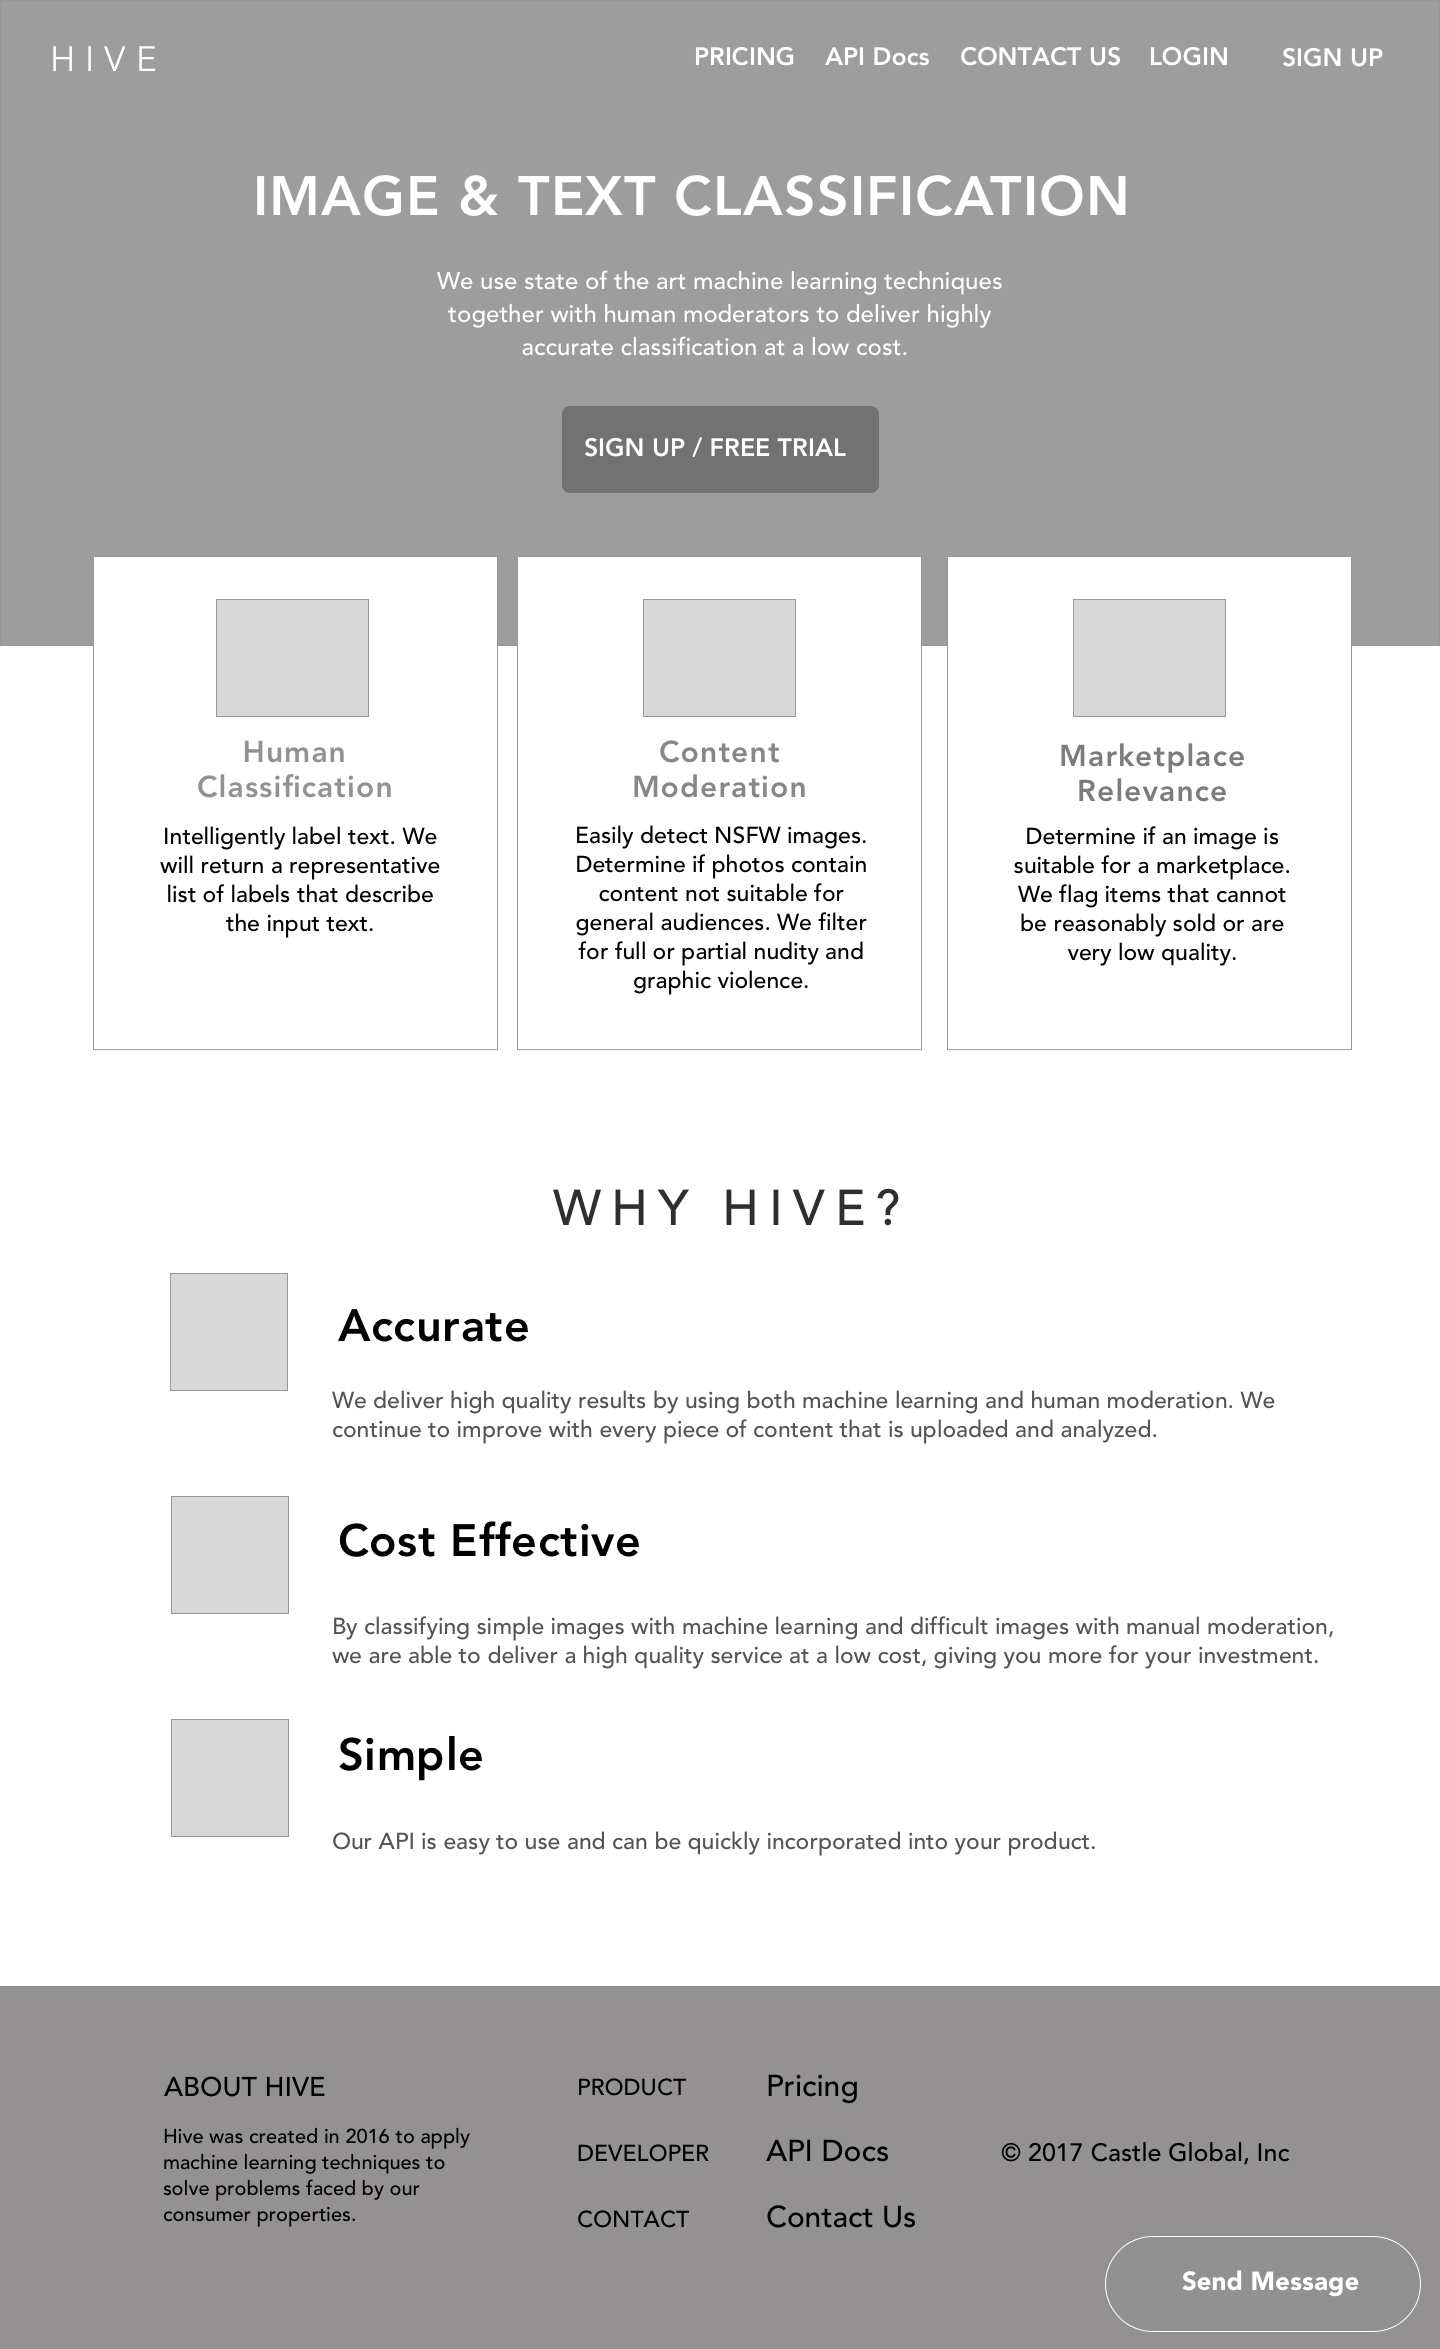 HIVE
PRICING API Docs CONTACT US LOGIN SIGN UP
IMAGE & TEXT CLASSIFICATION
We use state of the art machine learning techniques
together with human moderators to deliver highly
accurate classification at a low cost.
SIGN UP / FREE TRIAL
Human
Classification
Intelligently label text. We
will return a representative
list of labels that describe
the input text.
Content
Moderation
Easily detect NSFW images.
Determine if photos contain
content not suitable for
general audiences. We filter
for full or partial nudity and
graphic violence.
Marketplace
Relevance
Determine if an image is
suitable for a marketplace.
We flag items that cannot
be reasonably sold or are
very low quality.
WHY HIVE?
Accurate
We deliver high quality results by using both machine learning and human moderation. We
continue to improve with every piece of content that is uploaded and analyzed.
Cost Effective
By classifying simple images with machine learning and difficult images with manual moderation,
we are able to deliver a high quality service at a low cost, giving you more for your investment.
Simple
Our API is easy to use and can be quickly incorporated into your product.
ABOUT HIVE
Hive was created in 2016 to apply
machine learning techniques to
solve problems faced by our
consumer properties.
PRODUCT Pricing
DEVELOPER API Docs
CONTACT Contact Us
© 2017 Castle Global, Inc
Send Message